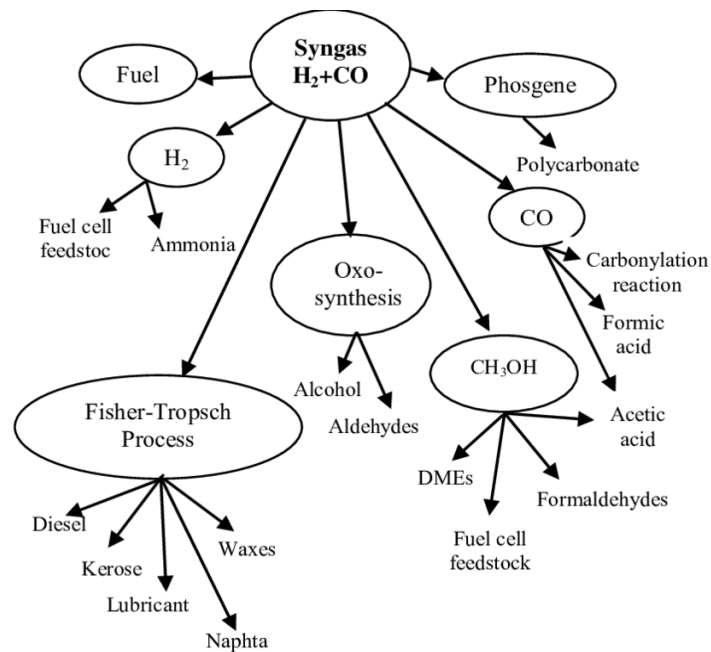 Syngas
H₂+CO
Fuel
Phosgene
H₂
Polycarbonate
CO
Fuel cell
feedstoc
Ammonia
Carbonylation
reaction
Oxo-
synthesis
Formic
acid
CH₃OH
Alcohol
Aldehydes
Acetic
acid
Fisher-Tropsch
Process
DMEs
Formaldehydes
Diesel
Waxes
Fuel cell
feedstock
Kerose
Lubricant
Naphta